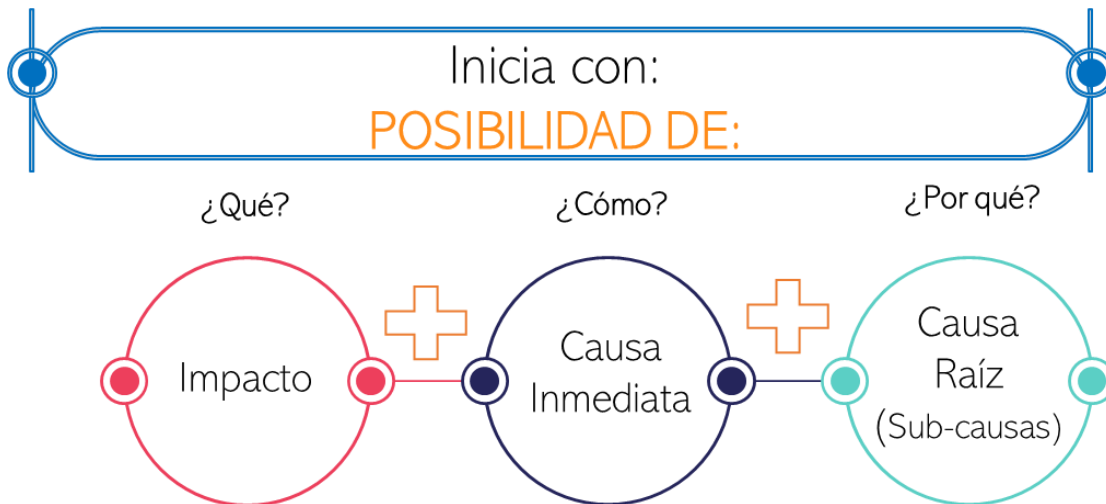 Inicia con:
POSIBILIDAD DE:
¿Qué?
¿Cómo?
¿Por qué?
Impacto
Causa
Inmediata
Causa
Raíz
(Sub-causas)